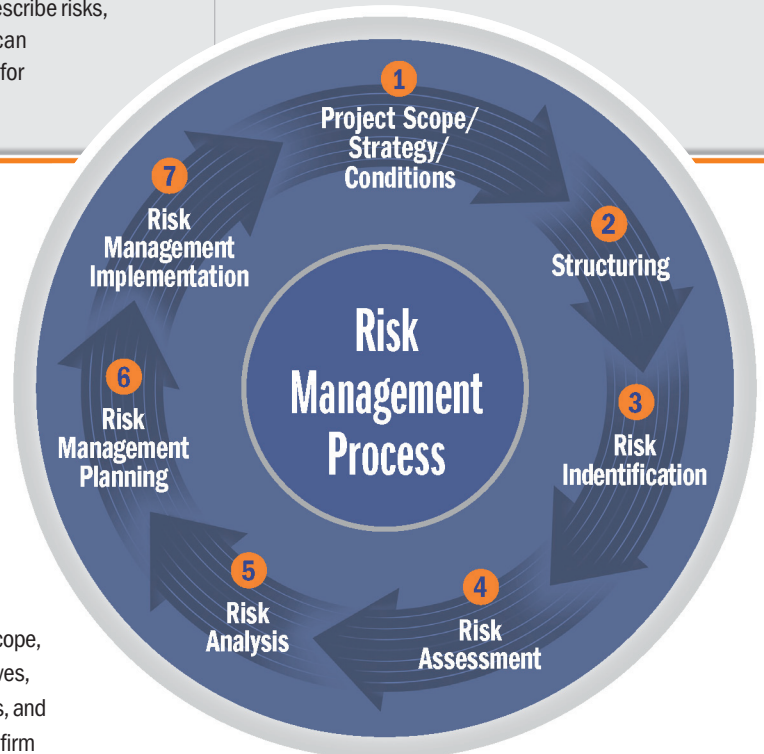 escribe risks,
can
for
1
Project Scope/
Strategy/
Conditions
2
Structuring
3
Risk
Indentification
4
Risk
Assessment
5
Risk
Analysis
6
Risk
Management
Planning
7
Risk
Management
Implementation
Risk
Management
Process
cope,
ves,
s, and
firm